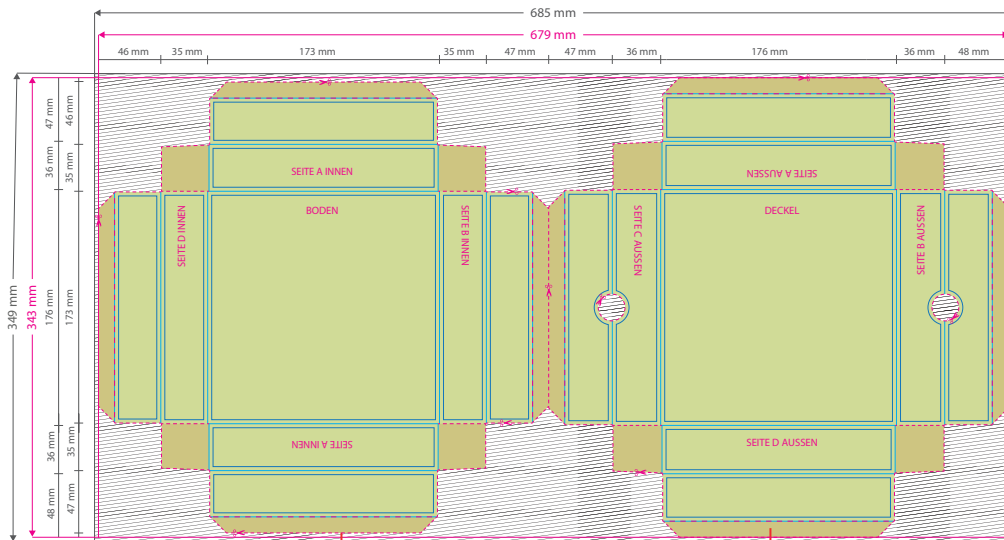 685 mm
679 mm
46 mm
35 mm
173 mm
35 mm
47 mm
47 mm
36 mm
176 mm
36 mm
48 mm
349 mm
343 mm
47 mm
46 mm
36 mm
35 mm
176 mm
173 mm
36 mm
35 mm
48 mm
47 mm
SEITE A INNEN
SEITE A AUSSEN
SEITE D INNEN
BODEN
SEITE B INNEN
SEITE C AUSSEN
DECKEL
SEITE B AUSSEN
SEITE A INNEN
SEITE D AUSSEN